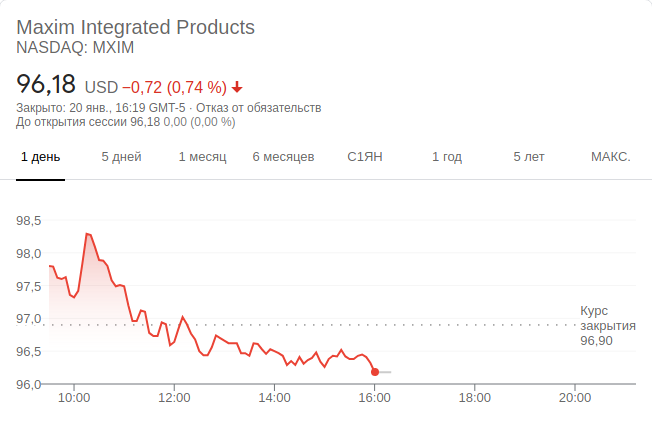 Maxim Integrated Products
NASDAQ: MXIM
96,18 USD −0,72 (0,74 %)
Закрыто: 20 янв., 16:19 GMT-5 · Отказ от обязательств
До открытия сессии 96,18 0,00 (0,00 %)
1 день 5 дней 1 месяц 6 месяцев С1ЯН 1 год 5 лет МАКС.
98,5
98,0
97,5
97,0
96,5
96,0
Курс
закрытия
96,90
10:00 12:00 14:00 16:00 18:00 20:00